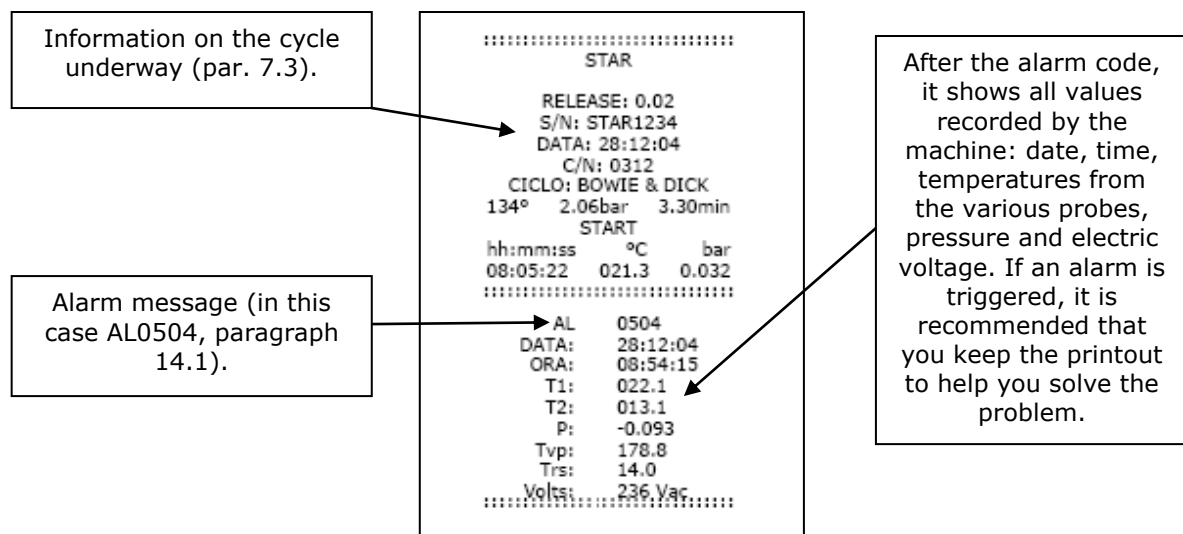 Information on the cycle
underway (par. 7.3).
Alarm message (in this
case AL0504, paragraph
14.1).
::::::::::::::::::::::::::::::::
STAR
RELEASE: 0.02
S/N: STAR1234
DATA: 28:12:04
C/N: 0312
CICLO: BOWIE & DICK
134° 2.06bar 3.30min
START
hh:mm:ss °C bar
08:05:22 021.3 0.032
::::::::::::::::::::::::::::::::
AL 0504
DATA: 28:12:04
ORA: 08:54:15
T1: 022.1
T2: 013.1
P: -0.093
Tvp: 178.8
Trs: 14.0
Volts: 236 Vac
::::::::::::::::::::::::::::::::
After the alarm code,
it shows all values
recorded by the
machine: date, time,
temperatures from
the various probes,
pressure and electric
voltage. If an alarm is
triggered, it is
recommended that
you keep the printout
to help you solve the
problem.